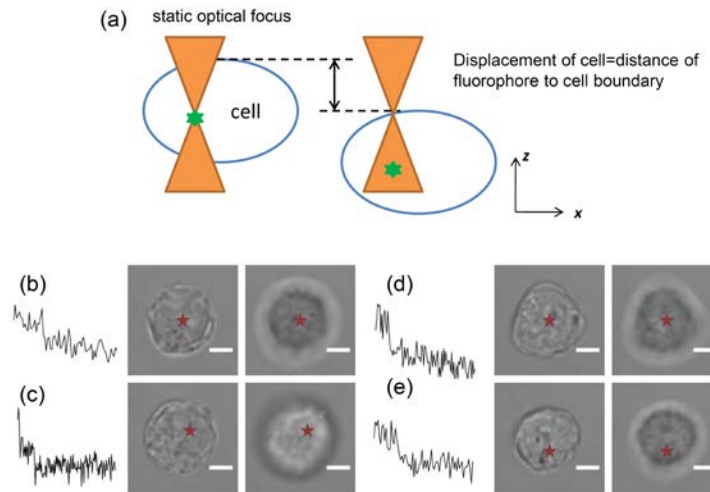 (a)
static optical focus
cell
Displacement of cell=distance of
fluorophore to cell boundary
z
x
(b)
(d)
(c)
(e)